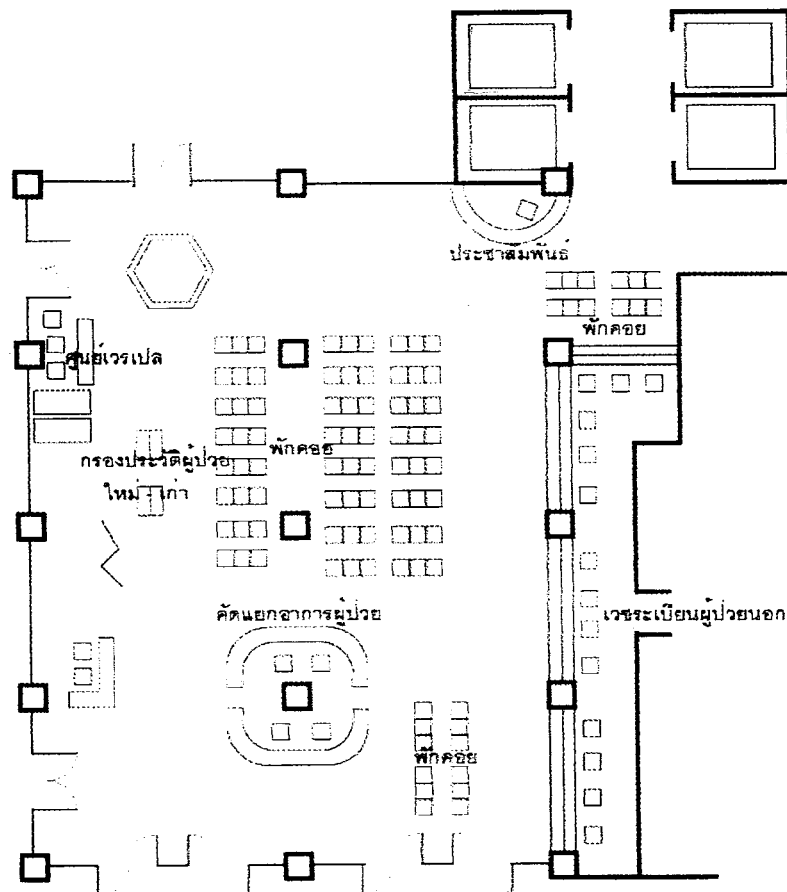 ประชาสัมพันธ์
พักคอย
ศูนย์เวรเปล
กรองประวัติผู้ป่วย
ใหม่ - เก่า
พักคอย
คัดแยกอาการผู้ป่วย
เวชระเบียนผู้ป่วยนอก
พักคอย